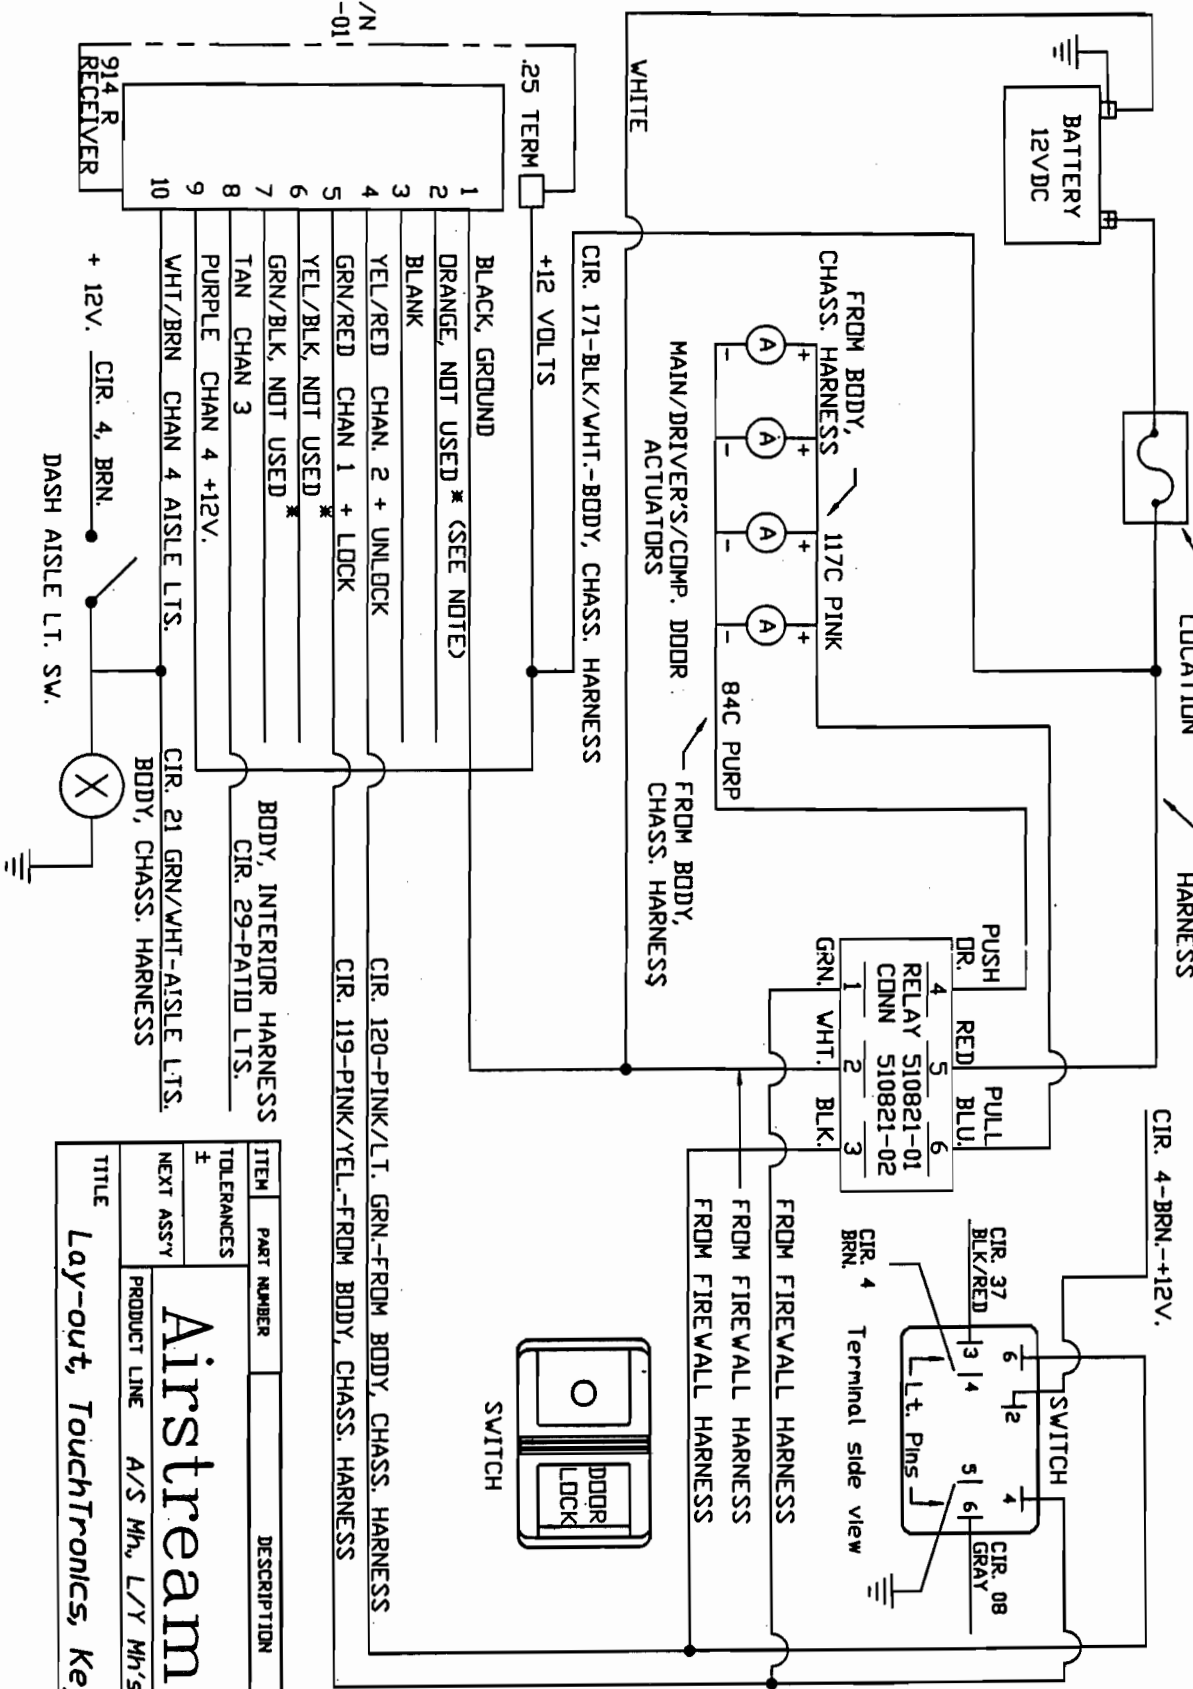 /N
-01
914 R
RECEIVER
.25 TERM
WHITE
BATTERY
12VDC
LOCATION
HARNESS
1
2
3
4
5
6
7
8
9
10
+12 VOLTS
BLACK, GROUND
ORANGE, NOT USED * (SEE NOTE)
BLANK
YEL/RED CHAN. 2 + UNLOCK
GRN/RED CHAN 1 + LOCK
YEL/BLK, NOT USED *
GRN/BLK, NOT USED *
TAN CHAN 3
PURPLE CHAN 4 +12V.
WHT/BRN CHAN 4 AISLE LTS.
+ 12V. CIR. 4, BRN.
DASH AISLE LT. SW.
X
CIR. 171-BLK/WHT.-BODY, CHASS. HARNESS
FROM BODY,
CHASS. HARNESS
117C PINK
+ + + +
A A A A
- - - -
MAIN/DRIVER'S/COMP. DOOR
ACTUATORS
84C PURP
FROM BODY,
CHASS. HARNESS
BODY, INTERIOR HARNESS
CIR. 29-PATIO LTS.
CIR. 21 GRN/WHT-AISLE LTS.
BODY, CHASS. HARNESS
CIR. 120-PINK/LT. GRN.-FROM BODY, CHASS. HARNESS
CIR. 119-PINK/YEL.-FROM BODY, CHASS. HARNESS
PUSH PULL
OR. RED BLU.
4 5 6
RELAY 510821-01
CONN 510821-02
1 2 3
GRN. WHT. BLK.
FROM FIREWALL HARNESS
FROM FIREWALL HARNESS
FROM FIREWALL HARNESS
CIR. 4-BRN.-+12V.
SWITCH
6 2 4
3 4 5 6
Lt. Pins
CIR. 37
BLK/RED
CIR. 08
GRAY
CIR. 4
BRN.
Terminal side view
DOOR
LOCK
SWITCH
ITEM PART NUMBER DESCRIPTION
TOLERANCES
±
NEXT ASS'Y
Airstream
PRODUCT LINE A/S Mh, L/Y Mh's
TITLE
Lay-out, TouchTronics, Ke